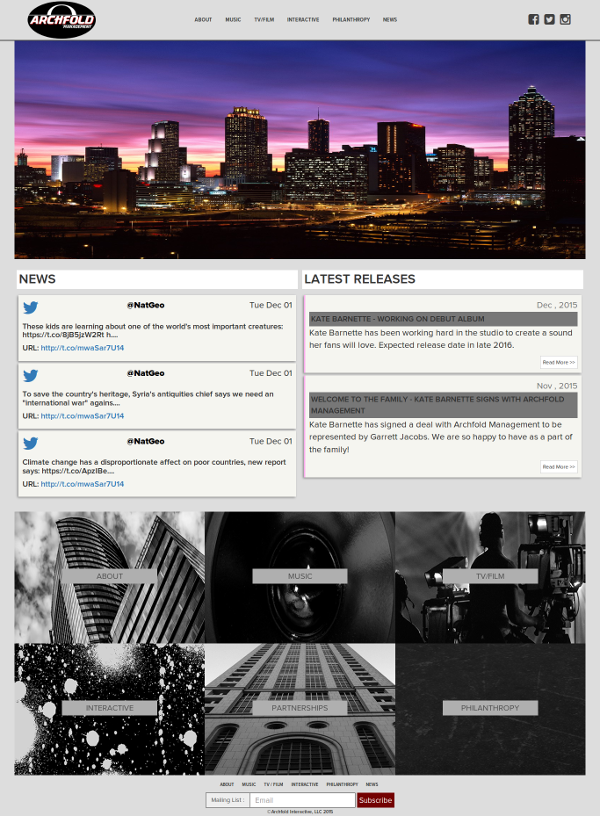 ARCHFOLD
MANAGEMENT
ABOUT MUSIC TV/FILM INTERACTIVE PHILANTHROPY NEWS
NEWS
@NatGeo Tue Dec 01
These kids are learning about one of the world's most important creatures:
https://t.co/8jB5jzW2Rt h....
URL: http://t.co/mwaSar7U14
@NatGeo Tue Dec 01
To save the country's heritage, Syria's antiquities chief says we need an
"international war" agains....
URL: http://t.co/mwaSar7U14
@NatGeo Tue Dec 01
Climate change has a disproportionate affect on poor countries, new report
says: https://t.co/ApzIBe....
URL: http://t.co/mwaSar7U14
LATEST RELEASES
Dec , 2015
KATE BARNETTE - WORKING ON DEBUT ALBUM
Kate Barnette has been working hard in the studio to create a sound
her fans will love. Expected release date in late 2016.
Read More >>
Nov , 2015
WELCOME TO THE FAMILY - KATE BARNETTE SIGNS WITH ARCHFOLD
MANAGEMENT
Kate Barnette has signed a deal with Archfold Management to be
represented by Garrett Jacobs. We are so happy to have as a part of
the family!
Read More >>
ABOUT
MUSIC
TV/FILM
INTERACTIVE
PARTNERSHIPS
PHILANTHROPY
ABOUT MUSIC TV / FILM INTERACTIVE PHILANTHROPY NEWS
Mailing List : Email Subscribe
©Archfold Interactive, LLC 2015